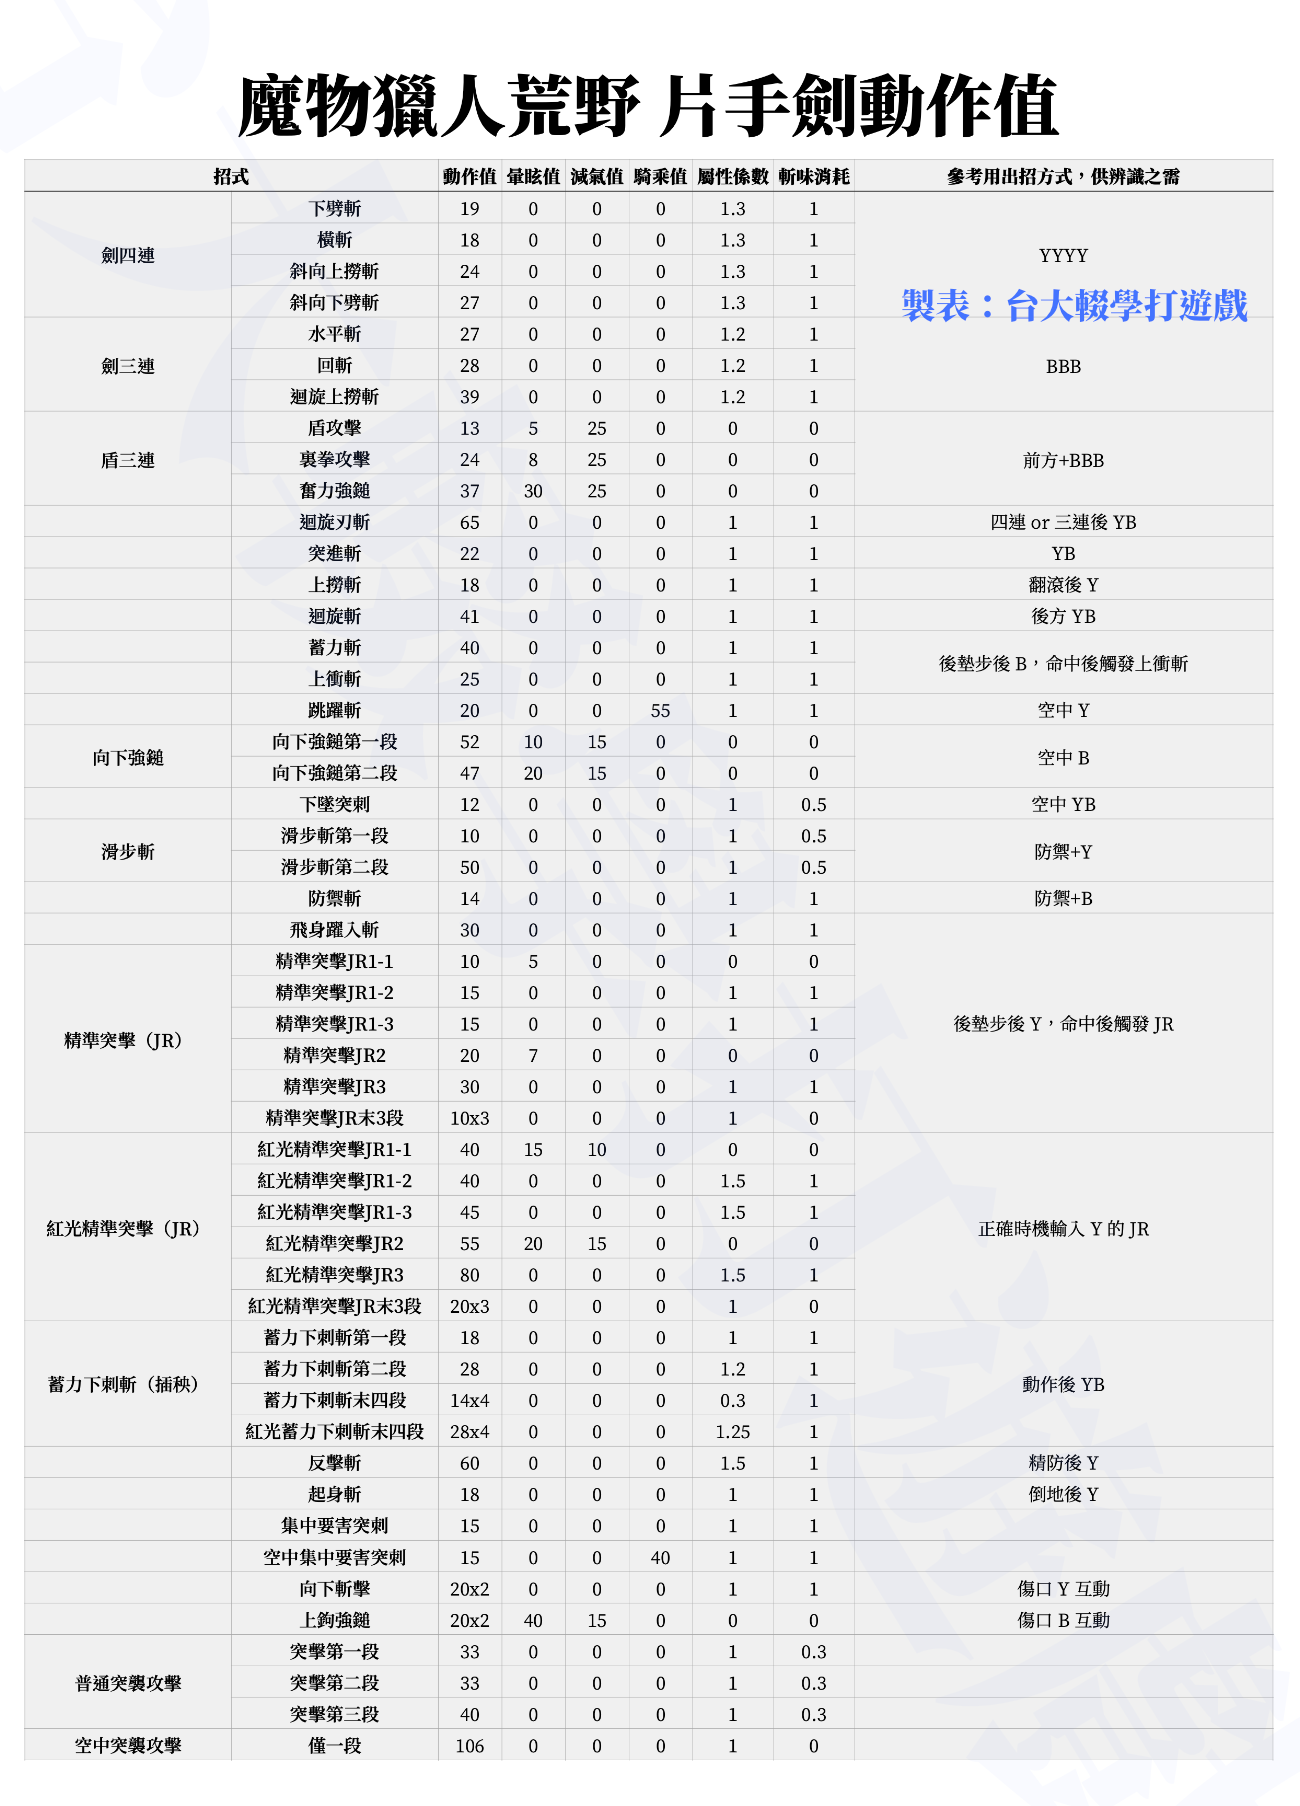 魔物獵人荒野 片手劍動作值
招式 動作值 暈眩值 減氣值 騎乘值 屬性係數 斬味消耗 參考用出招方式，供辨識之需
劍四連 下劈斬 19 0 0 0 1.3 1 YYYY
橫斬 18 0 0 0 1.3 1
斜向上撈斬 24 0 0 0 1.3 1
斜向下劈斬 27 0 0 0 1.3 1
製表：台大輟學打遊戲
劍三連 水平斬 27 0 0 0 1.2 1 BBB
回斬 28 0 0 0 1.2 1
迴旋上撈斬 39 0 0 0 1.2 1
盾三連 盾攻擊 13 5 25 0 0 0 前方+BBB
裏拳攻擊 24 8 25 0 0 0
奮力強鎚 37 30 25 0 0 0
迴旋刃斬 65 0 0 0 1 1 四連 or 三連後 YB
突進斬 22 0 0 0 1 1 YB
上撈斬 18 0 0 0 1 1 翻滾後 Y
迴旋斬 41 0 0 0 1 1 後方 YB
蓄力斬 40 0 0 0 1 1 後墊步後 B，命中後觸發上衝斬
上衝斬 25 0 0 0 1 1
跳躍斬 20 0 0 55 1 1 空中 Y
向下強鎚 向下強鎚第一段 52 10 15 0 0 0 空中 B
向下強鎚第二段 47 20 15 0 0 0
下墜突刺 12 0 0 0 1 0.5 空中 YB
滑步斬 滑步斬第一段 10 0 0 0 1 0.5 防禦+Y
滑步斬第二段 50 0 0 0 1 0.5
防禦斬 14 0 0 0 1 1 防禦+B
飛身躍入斬 30 0 0 0 1 1 後墊步後 Y，命中後觸發 JR
精準突擊（JR） 精準突擊JR1-1 10 5 0 0 0 0
精準突擊JR1-2 15 0 0 0 1 1
精準突擊JR1-3 15 0 0 0 1 1
精準突擊JR2 20 7 0 0 0 0
精準突擊JR3 30 0 0 0 1 1
精準突擊JR末3段 10x3 0 0 0 1 0
紅光精準突擊（JR） 紅光精準突擊JR1-1 40 15 10 0 0 0 正確時機輸入 Y 的 JR
紅光精準突擊JR1-2 40 0 0 0 1.5 1
紅光精準突擊JR1-3 45 0 0 0 1.5 1
紅光精準突擊JR2 55 20 15 0 0 0
紅光精準突擊JR3 80 0 0 0 1.5 1
紅光精準突擊JR末3段 20x3 0 0 0 1 0
蓄力下刺斬（插秧） 蓄力下刺斬第一段 18 0 0 0 1 1 動作後 YB
蓄力下刺斬第二段 28 0 0 0 1.2 1
蓄力下刺斬末四段 14x4 0 0 0 0.3 1
紅光蓄力下刺斬末四段 28x4 0 0 0 1.25 1
反擊斬 60 0 0 0 1.5 1 精防後 Y
起身斬 18 0 0 0 1 1 倒地後 Y
集中要害突刺 15 0 0 0 1 1
空中集中要害突刺 15 0 0 40 1 1
向下斬擊 20x2 0 0 0 1 1 傷口 Y 互動
上鉤強鎚 20x2 40 15 0 0 0 傷口 B 互動
普通突襲攻擊 突擊第一段 33 0 0 0 1 0.3
突擊第二段 33 0 0 0 1 0.3
突擊第三段 40 0 0 0 1 0.3
空中突襲攻擊 僅一段 106 0 0 0 1 0